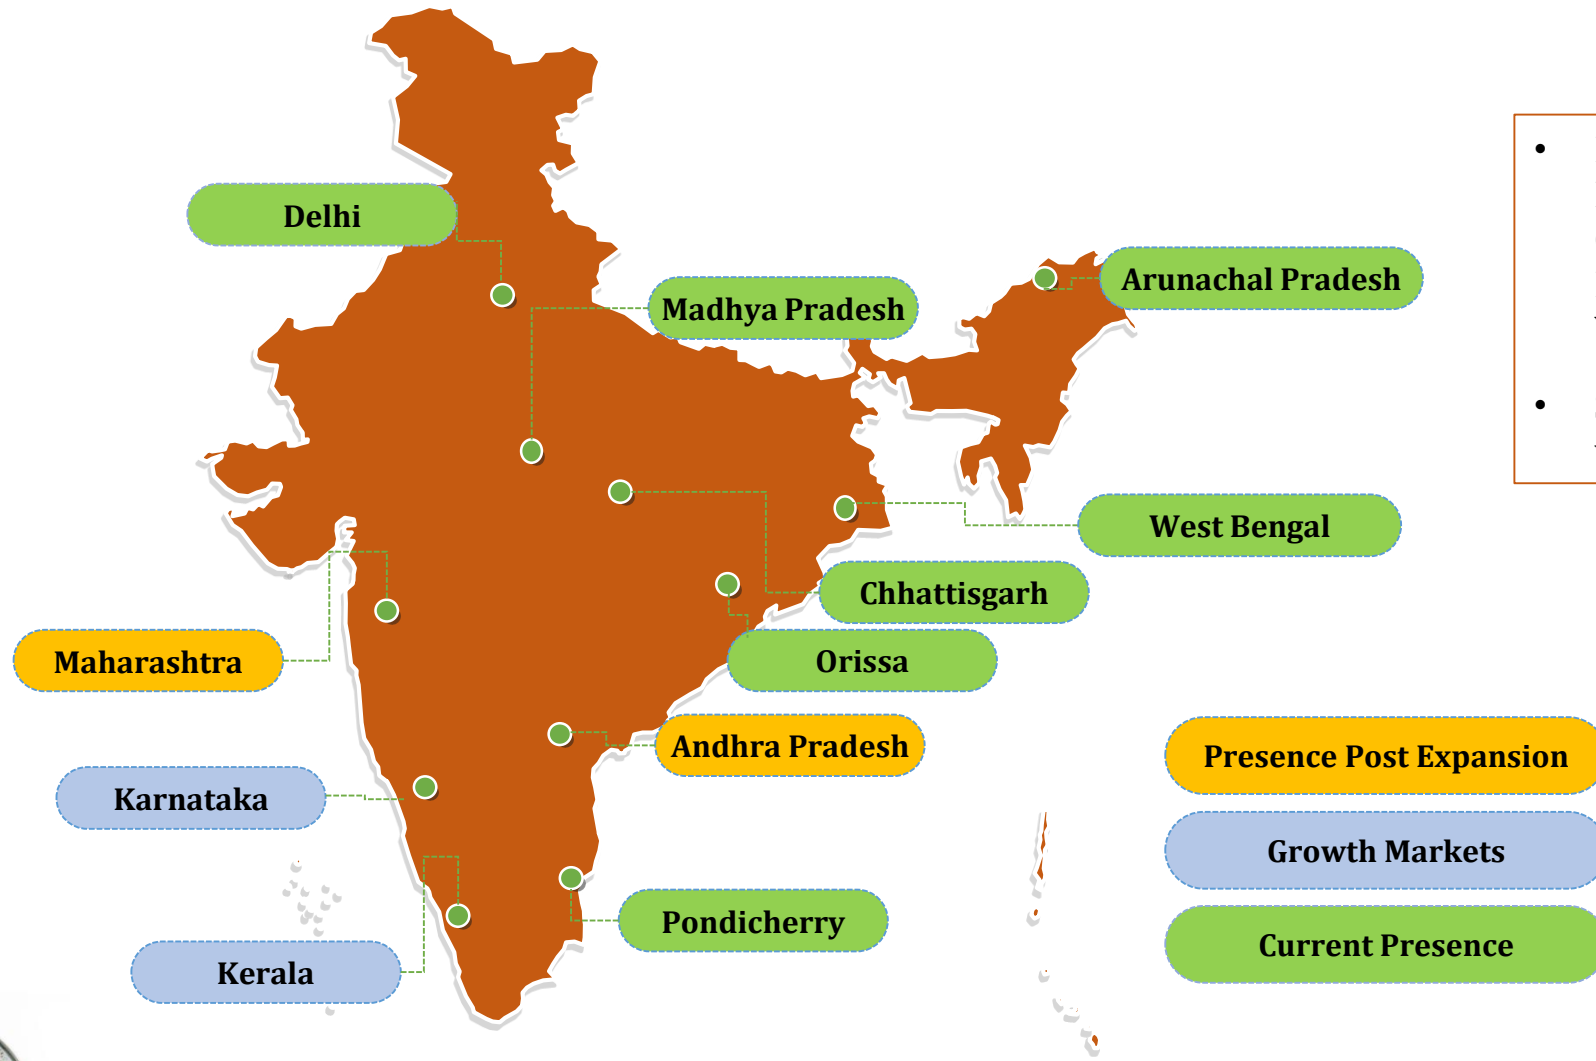 Delhi
Madhya Pradesh
Arunachal Pradesh
West Bengal
Chhattisgarh
Maharashtra
Orissa
Andhra Pradesh
Presence Post Expansion
Karnataka
Growth Markets
Pondicherry
Current Presence
Kerala